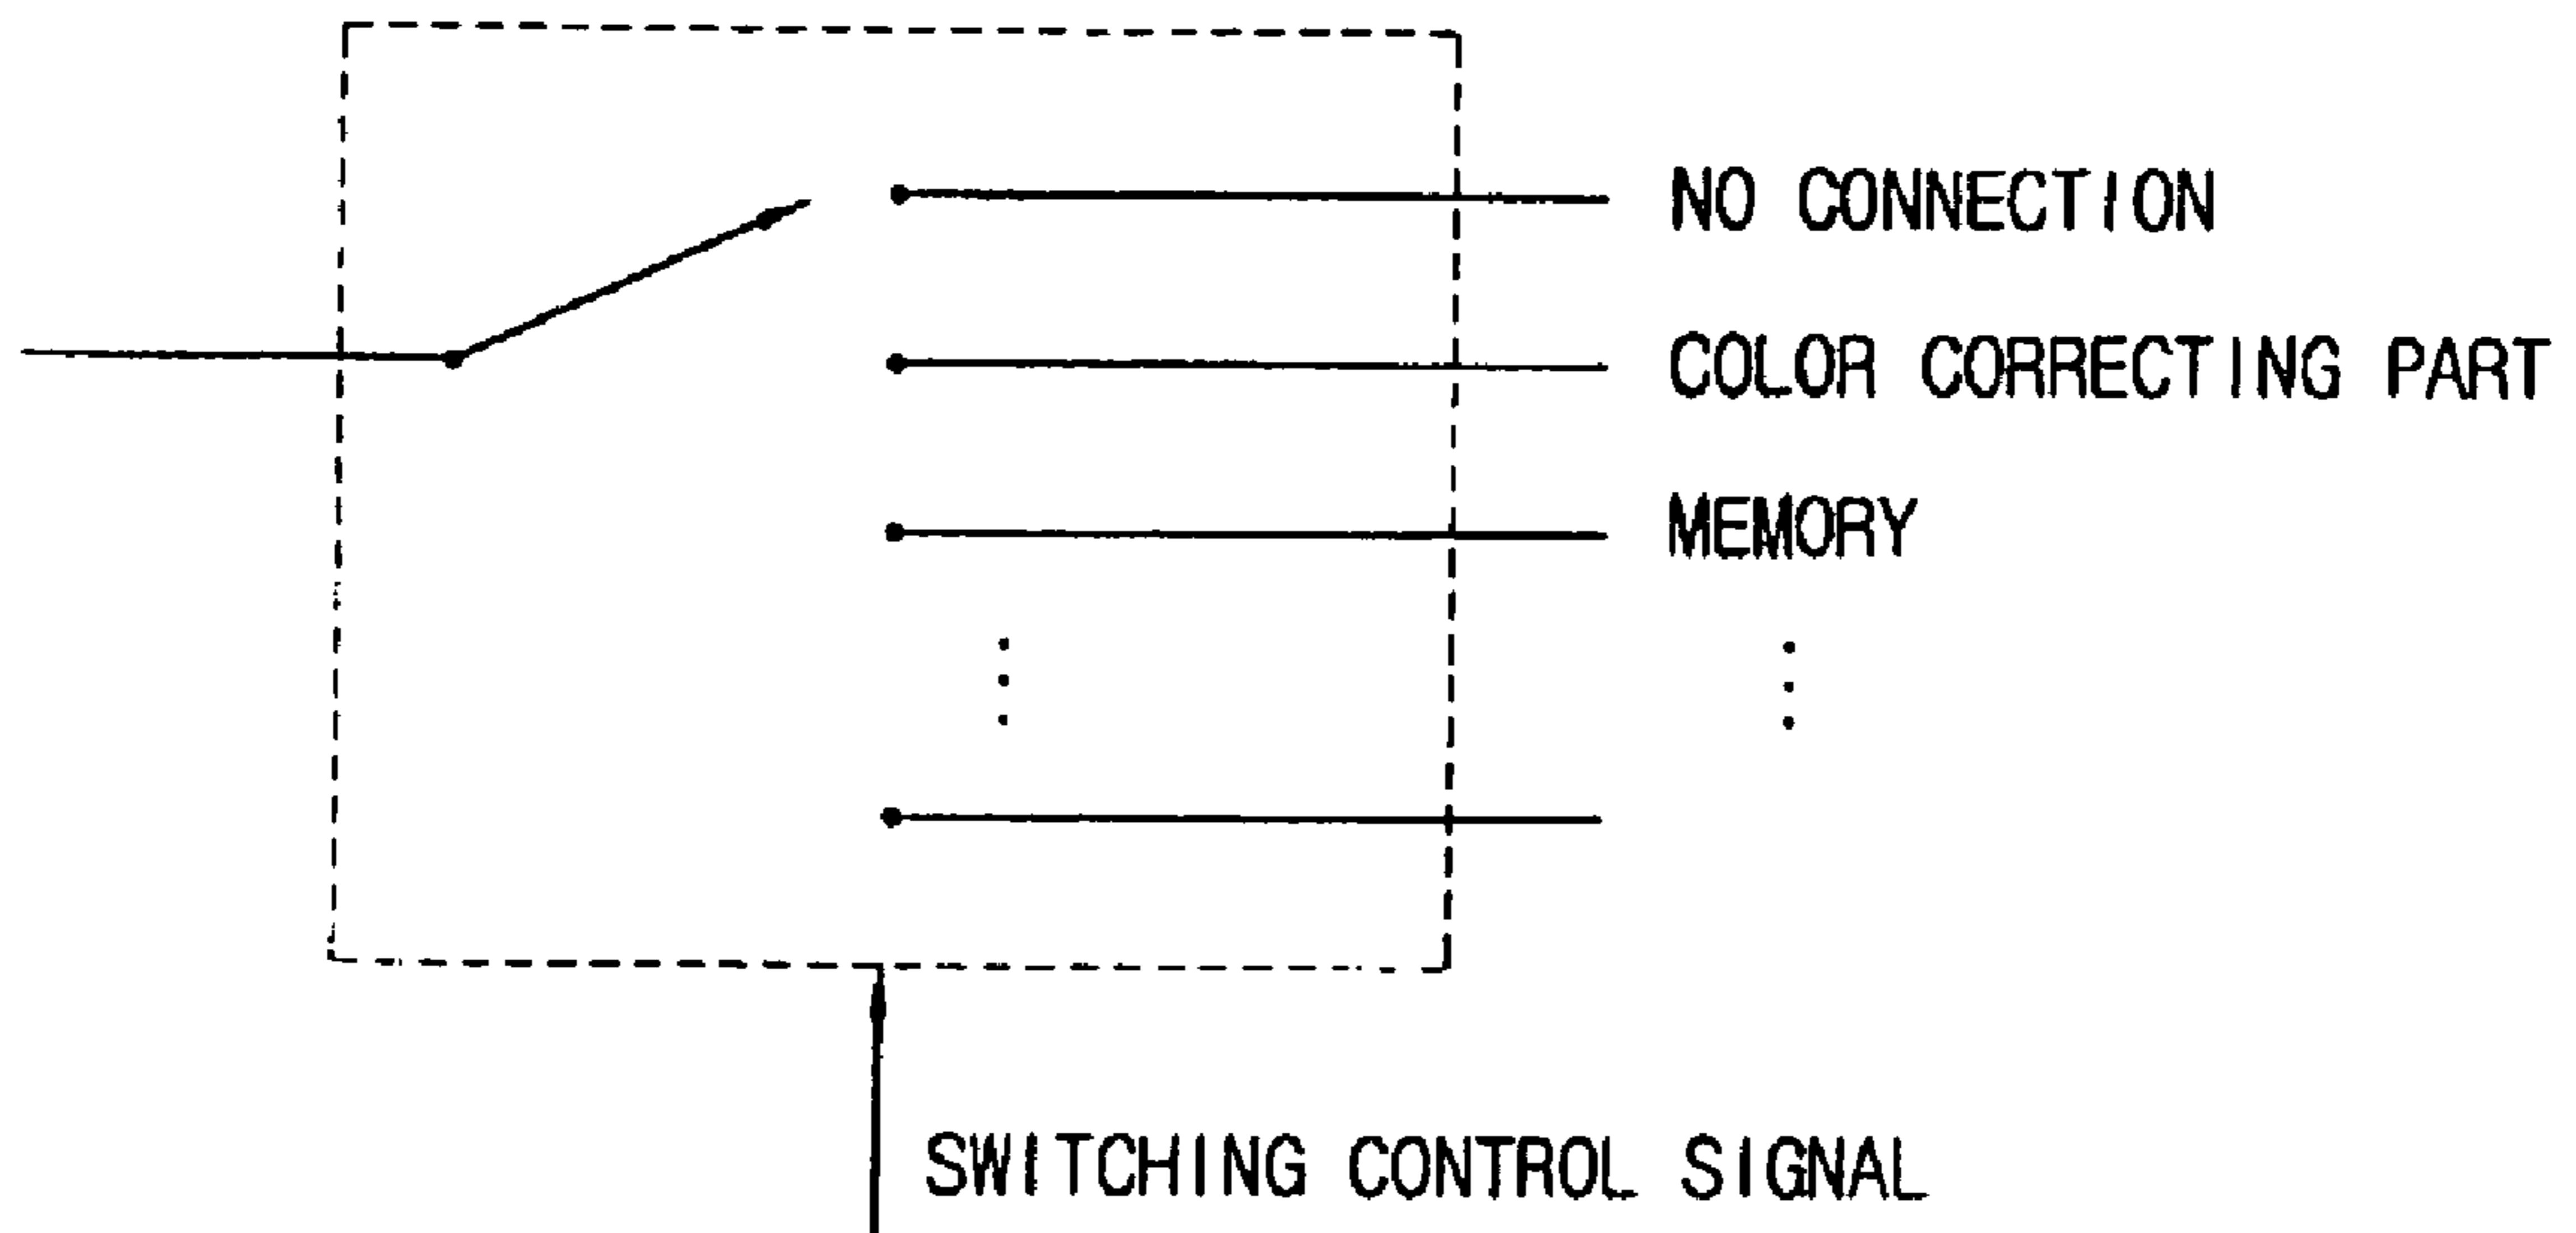 NO CONNECTION
COLOR CORRECTING PART
MEMORY
SWITCHING CONTROL SIGNAL